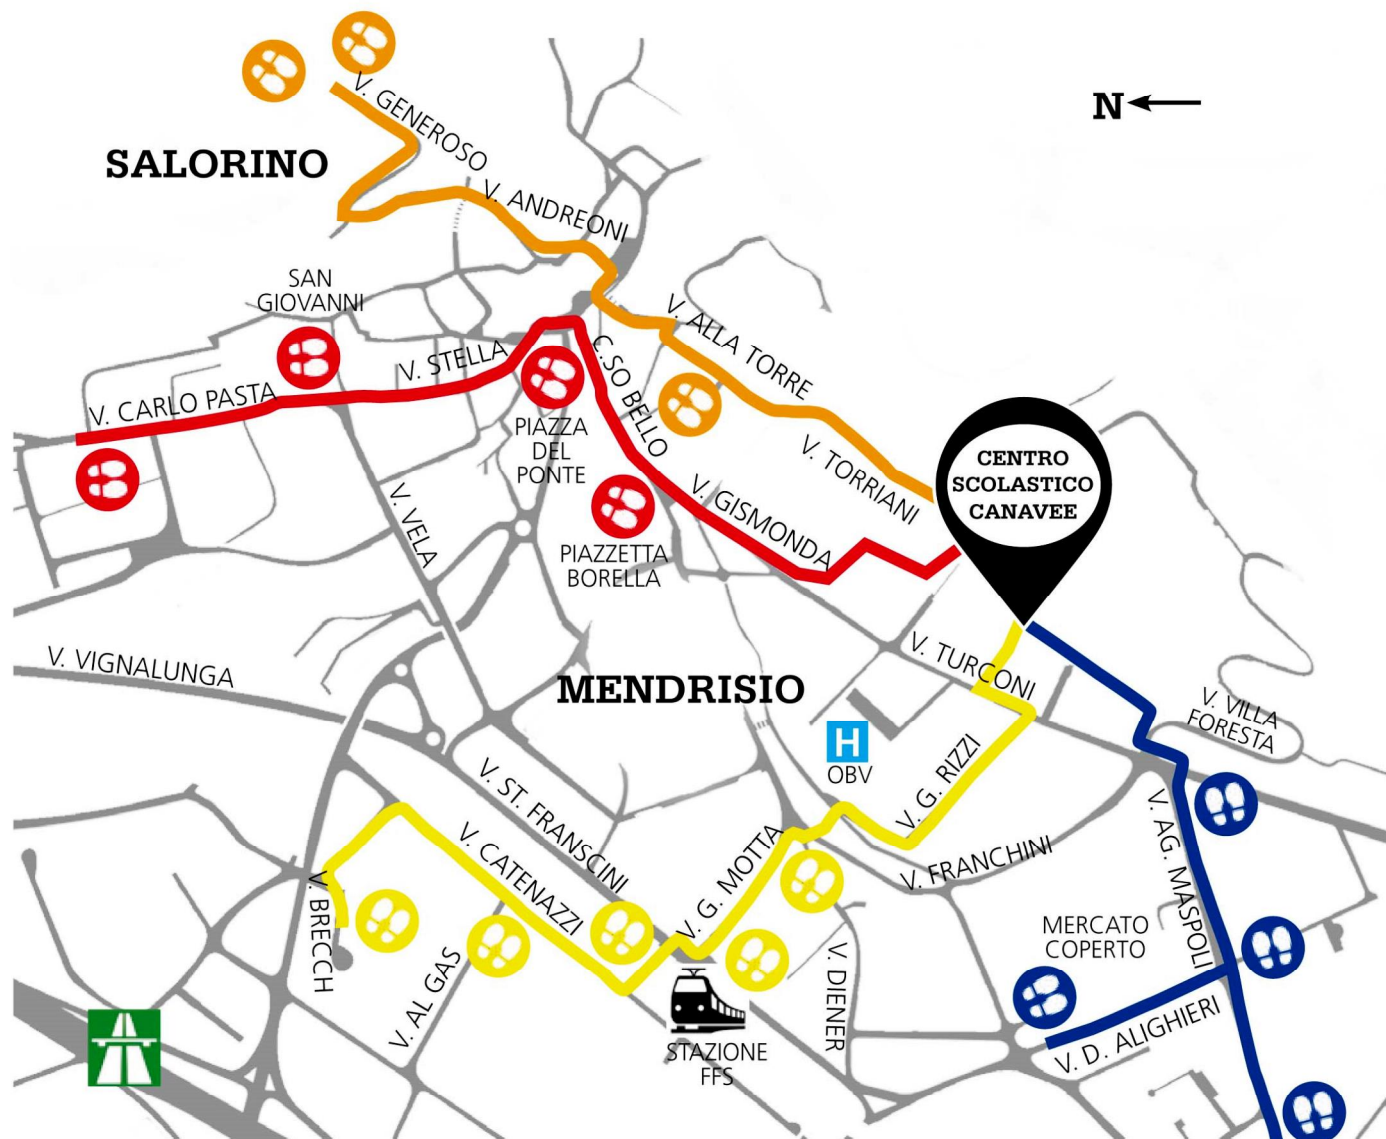 N
V. GENEROSO
SALORINO
V. ANDREONI
SAN
GIOVANNI
V. ALLA TORRE
V. STELLA
C.SO BELLO
V. CARLO PASTA
PIAZZA
DEL
PONTE
V. TORRIANI
CENTRO
SCOLASTICO
CANAVEE
V. GISMONDA
V. VELA
PIAZZETTA
BORELLA
V. VIGNALUNGA
MENDRISIO
V. TURCONI
V. VILLA
FORESTA
H
OBV
V. G. RIZZI
V. ST. FRANSCINI
V. CATENAZZI
V. G. MOTTA
V. FRANCHINI
V. AG. MASPOLI
V. BRECCH
MERCATO
COPERTO
V. AL GAS
V. DIENER
V. D. ALIGHIERI
STAZIONE
FFS